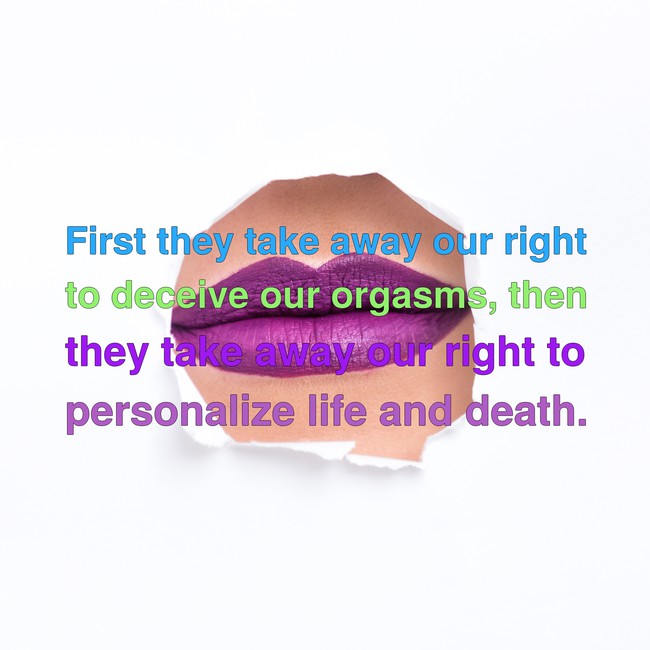 First they take away our right
to deceive our orgasms, then
they take away our right to
personalize life and death.